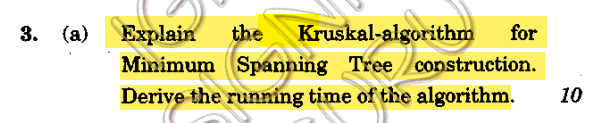 3. (a) Explain the Kruskal-algorithm for
Minimum Spanning Tree construction.
Derive the running time of the algorithm. 10